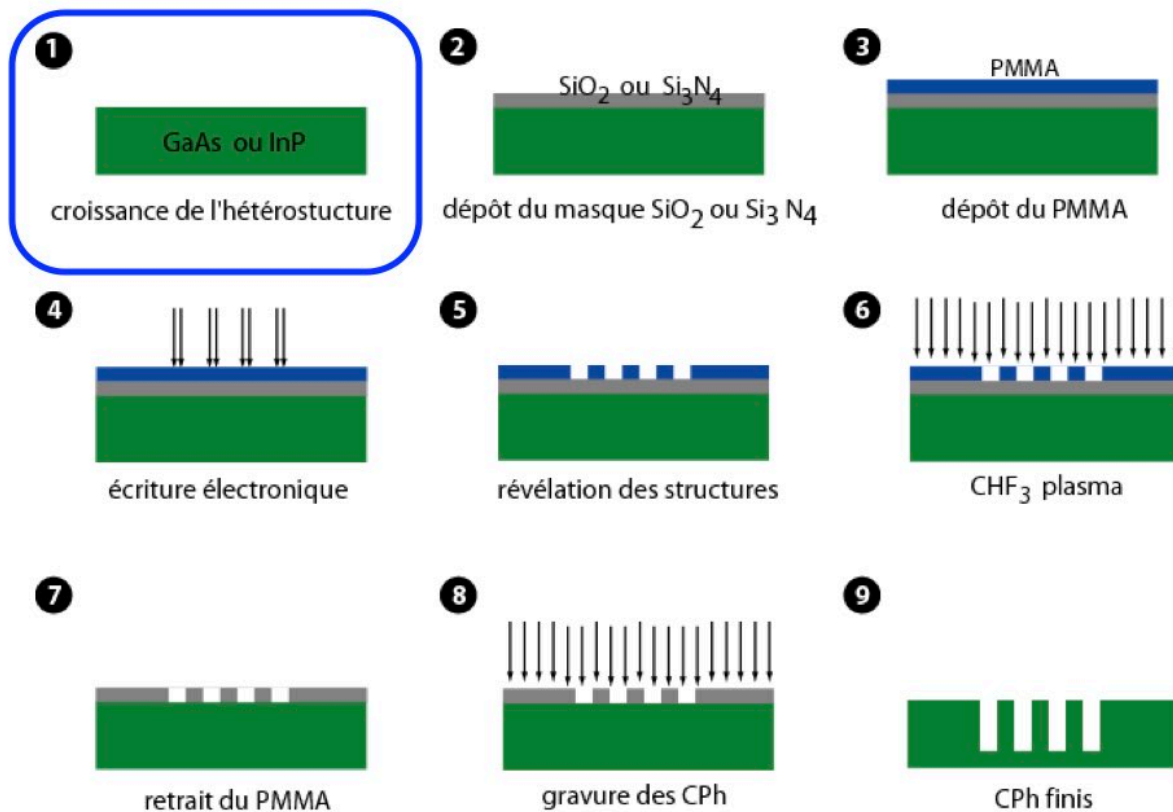 1
GaAs ou InP
croissance de l'hétérostucture
2
SiO2 ou Si3N4
dépôt du masque SiO2 ou Si3 N4
3
PMMA
dépôt du PMMA
4
écriture électronique
5
révélation des structures
6
CHF3 plasma
7
retrait du PMMA
8
gravure des CPh
9
CPh finis